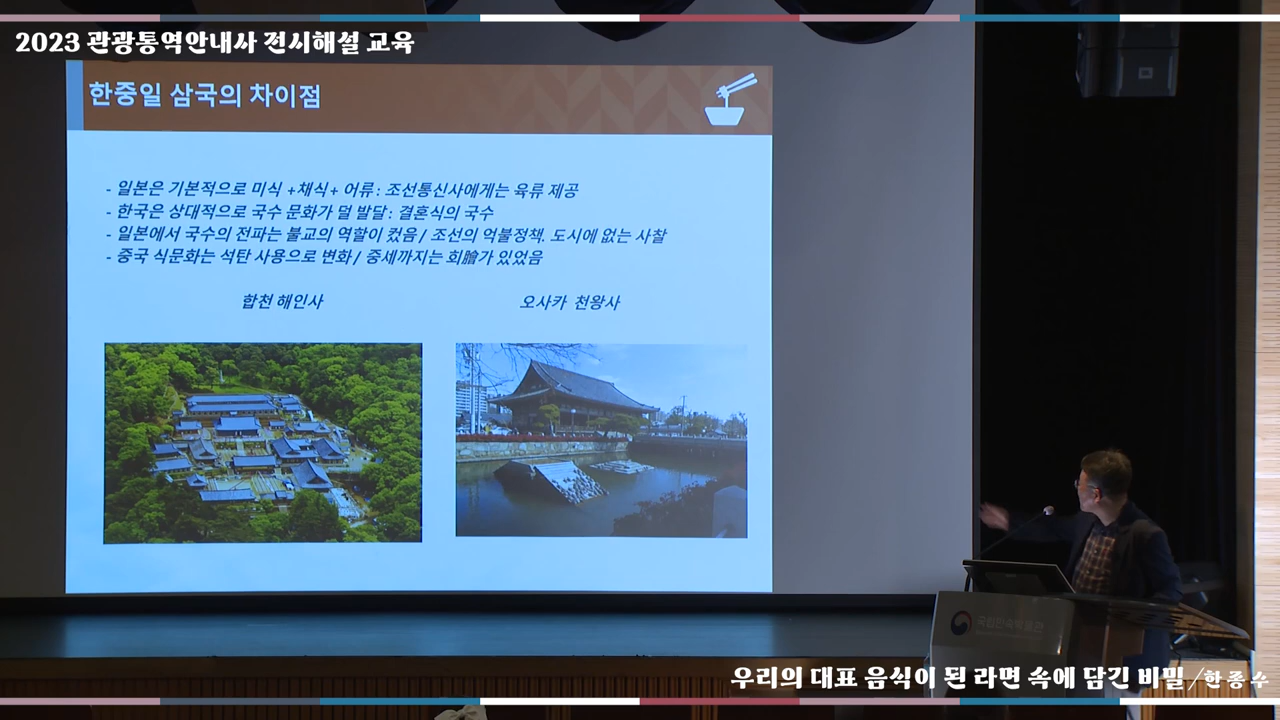 2023 관광통역안내사 전시해설 교육
한중일 삼국의 차이점
- 일본은 기본적으로 미식 +채식+ 어류 : 조선통신사에게는 육류 제공
- 한국은 상대적으로 국수 문화가 덜 발달 : 결혼식의 국수
- 일본에서 국수의 전파는 불교의 역할이 컸음 / 조선의 억불정책. 도시에 없는 사찰
- 중국 식문화는 석탄 사용으로 변화 / 중세까지는 회膾가 있었음
합천 해인사
오사카 천왕사
국립민속박물관
우리의 대표 음식이 된 라면 속에 담긴 비밀 / 한종수